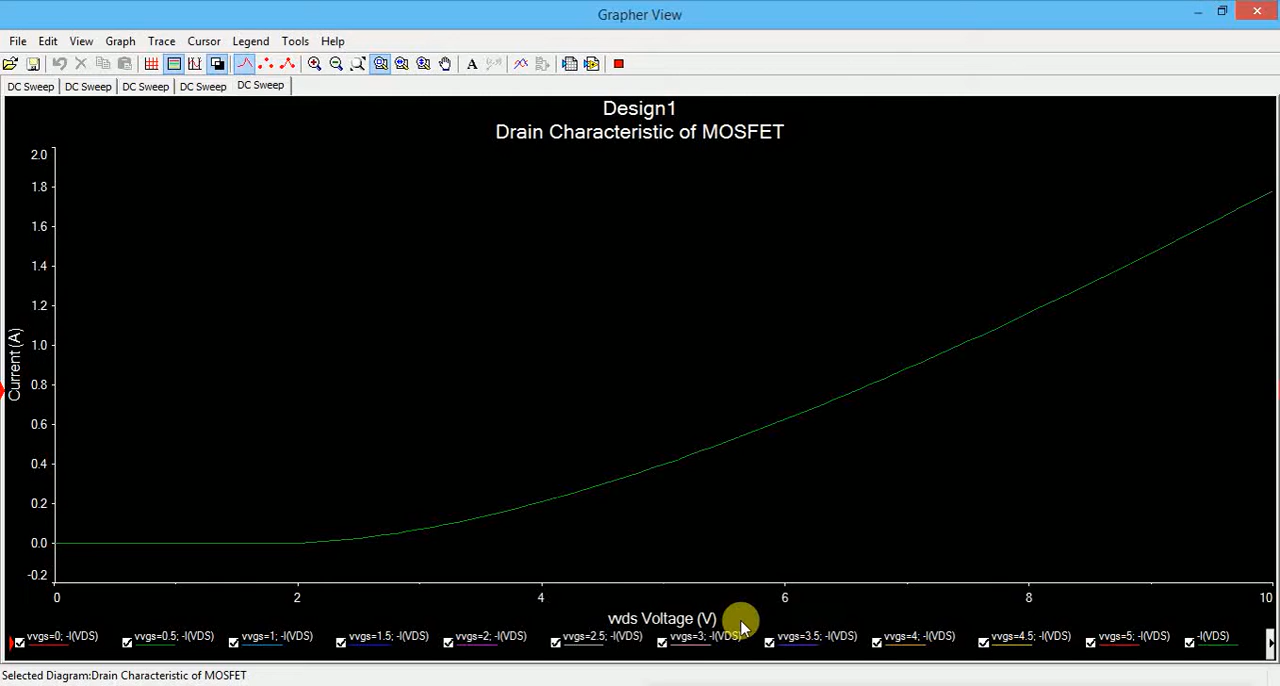 Grapher View
File Edit View Graph Trace Cursor Legend Tools Help
A
DC Sweep DC Sweep DC Sweep DC Sweep DC Sweep
Design1
Drain Characteristic of MOSFET
2.0
1.8
1.6
1.4
1.2
1.0
0.8
0.6
0.4
0.2
0.0
-0.2
Current (A)
0 2 4 6 8 10
vvds Voltage (V)
vvgs=0; -I(VDS) vvgs=0.5; -I(VDS) vvgs=1; -I(VDS) vvgs=1.5; -I(VDS) vvgs=2; -I(VDS) vvgs=2.5; -I(VDS) vvgs=3; -I(VDS) vvgs=3.5; -I(VDS) vvgs=4; -I(VDS) vvgs=4.5; -I(VDS) vvgs=5; -I(VDS) -I(VDS)
Selected Diagram:Drain Characteristic of MOSFET